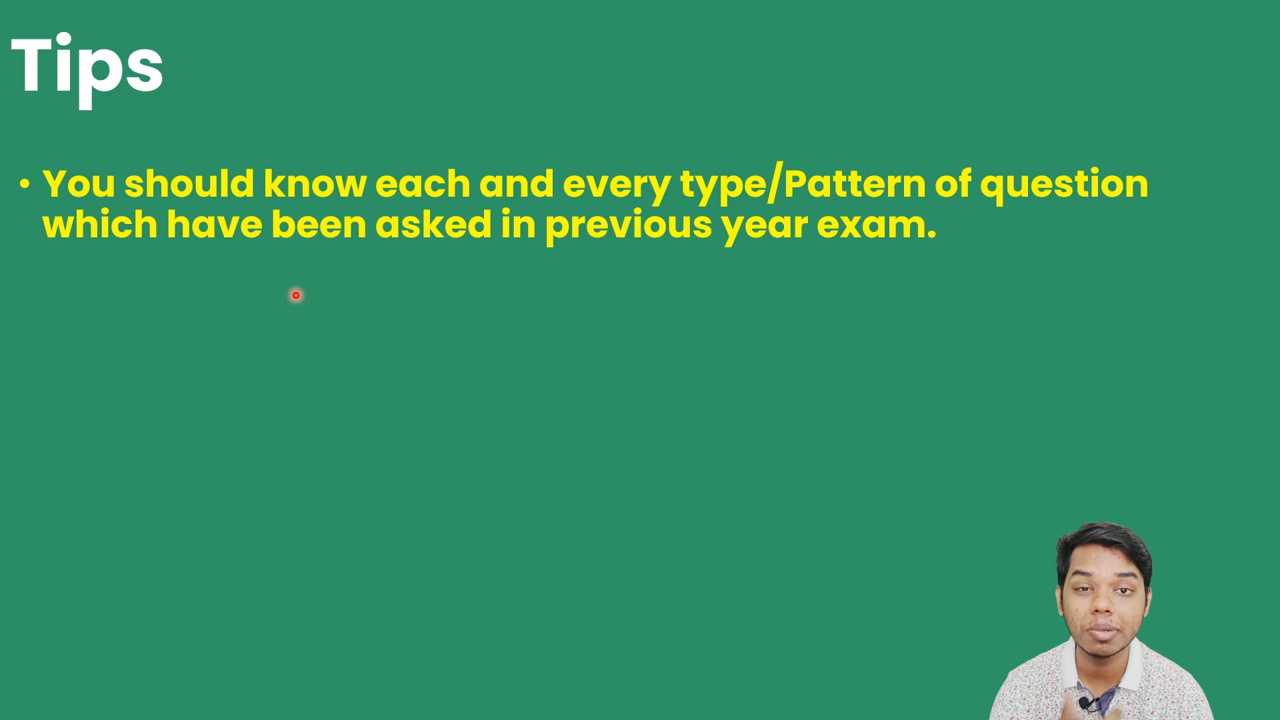 Tips
• You should know each and every type/Pattern of question
which have been asked in previous year exam.